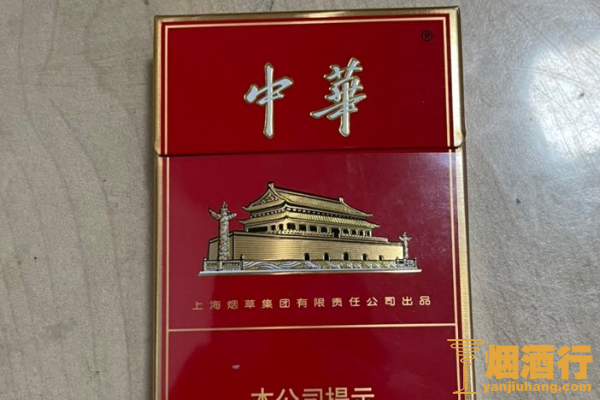 中華
®
上海烟草集团有限责任公司出品
本公司提示
烟酒行
yanjiuhang.com